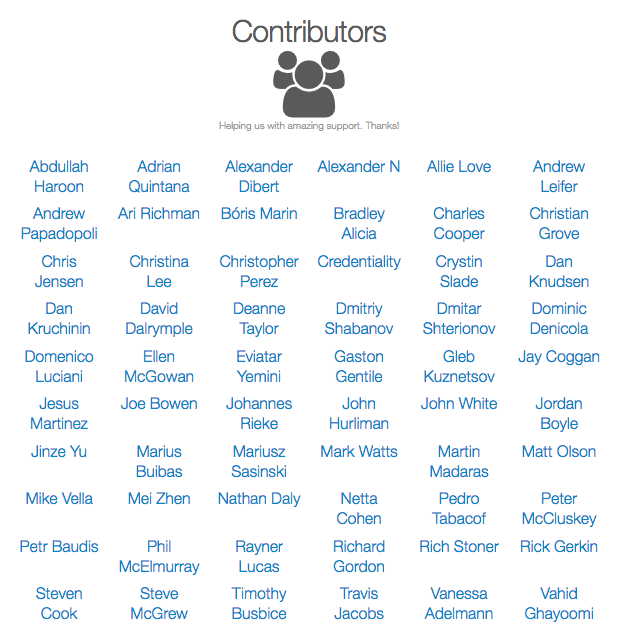 Contributors
Helping us with amazing support. Thanks!
Abdullah Haroon
Adrian Quintana
Alexander Dibert
Alexander N
Allie Love
Andrew Leifer
Andrew Papadopoli
Ari Richman
Bóris Marin
Bradley Alicia
Charles Cooper
Christian Grove
Chris Jensen
Christina Lee
Christopher Perez
Credentiality
Crystin Slade
Dan Knudsen
Dan Kruchinin
David Dalrymple
Deanne Taylor
Dmitriy Shabanov
Dmitar Shterionov
Dominic Denicola
Domenico Luciani
Ellen McGowan
Eviatar Yemini
Gaston Gentile
Gleb Kuznetsov
Jay Coggan
Jesus Martinez
Joe Bowen
Johannes Rieke
John Hurliman
John White
Jordan Boyle
Jinze Yu
Marius Buibas
Mariusz Sasinski
Mark Watts
Martin Madaras
Matt Olson
Mike Vella
Mei Zhen
Nathan Daly
Netta Cohen
Pedro Tabacof
Peter McCluskey
Petr Baudis
Phil McElmurray
Rayner Lucas
Richard Gordon
Rich Stoner
Rick Gerkin
Steven Cook
Steve McGrew
Timothy Busbice
Travis Jacobs
Vanessa Adelmann
Vahid Ghayoomi